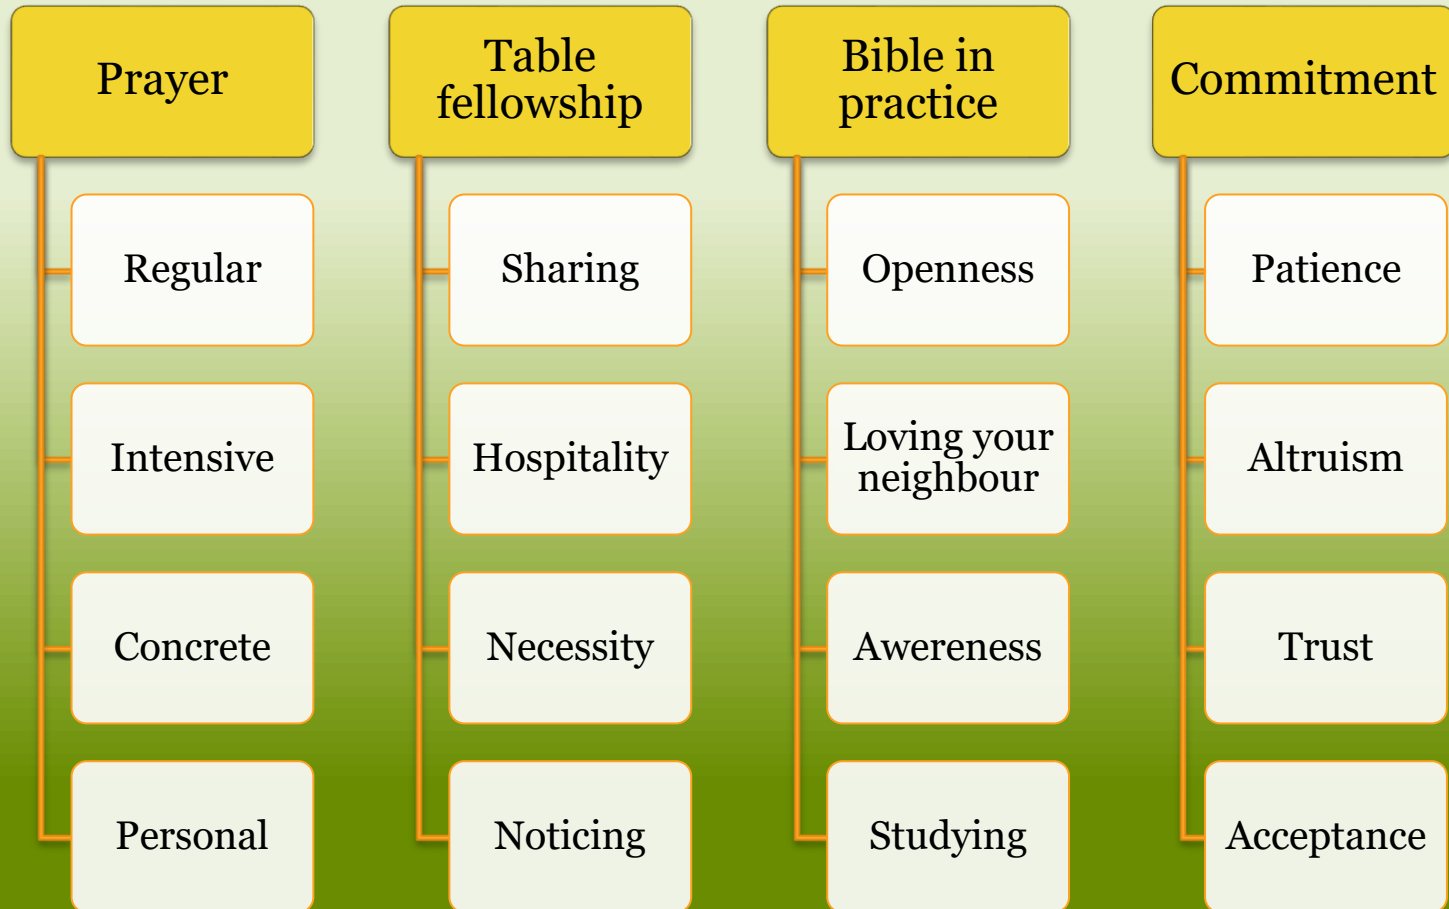 Prayer
Regular
Intensive
Concrete
Personal
Table
fellowship
Sharing
Hospitality
Necessity
Noticing
Bible in
practice
Openness
Loving your
neighbour
Awereness
Studying
Commitment
Patience
Altruism
Trust
Acceptance